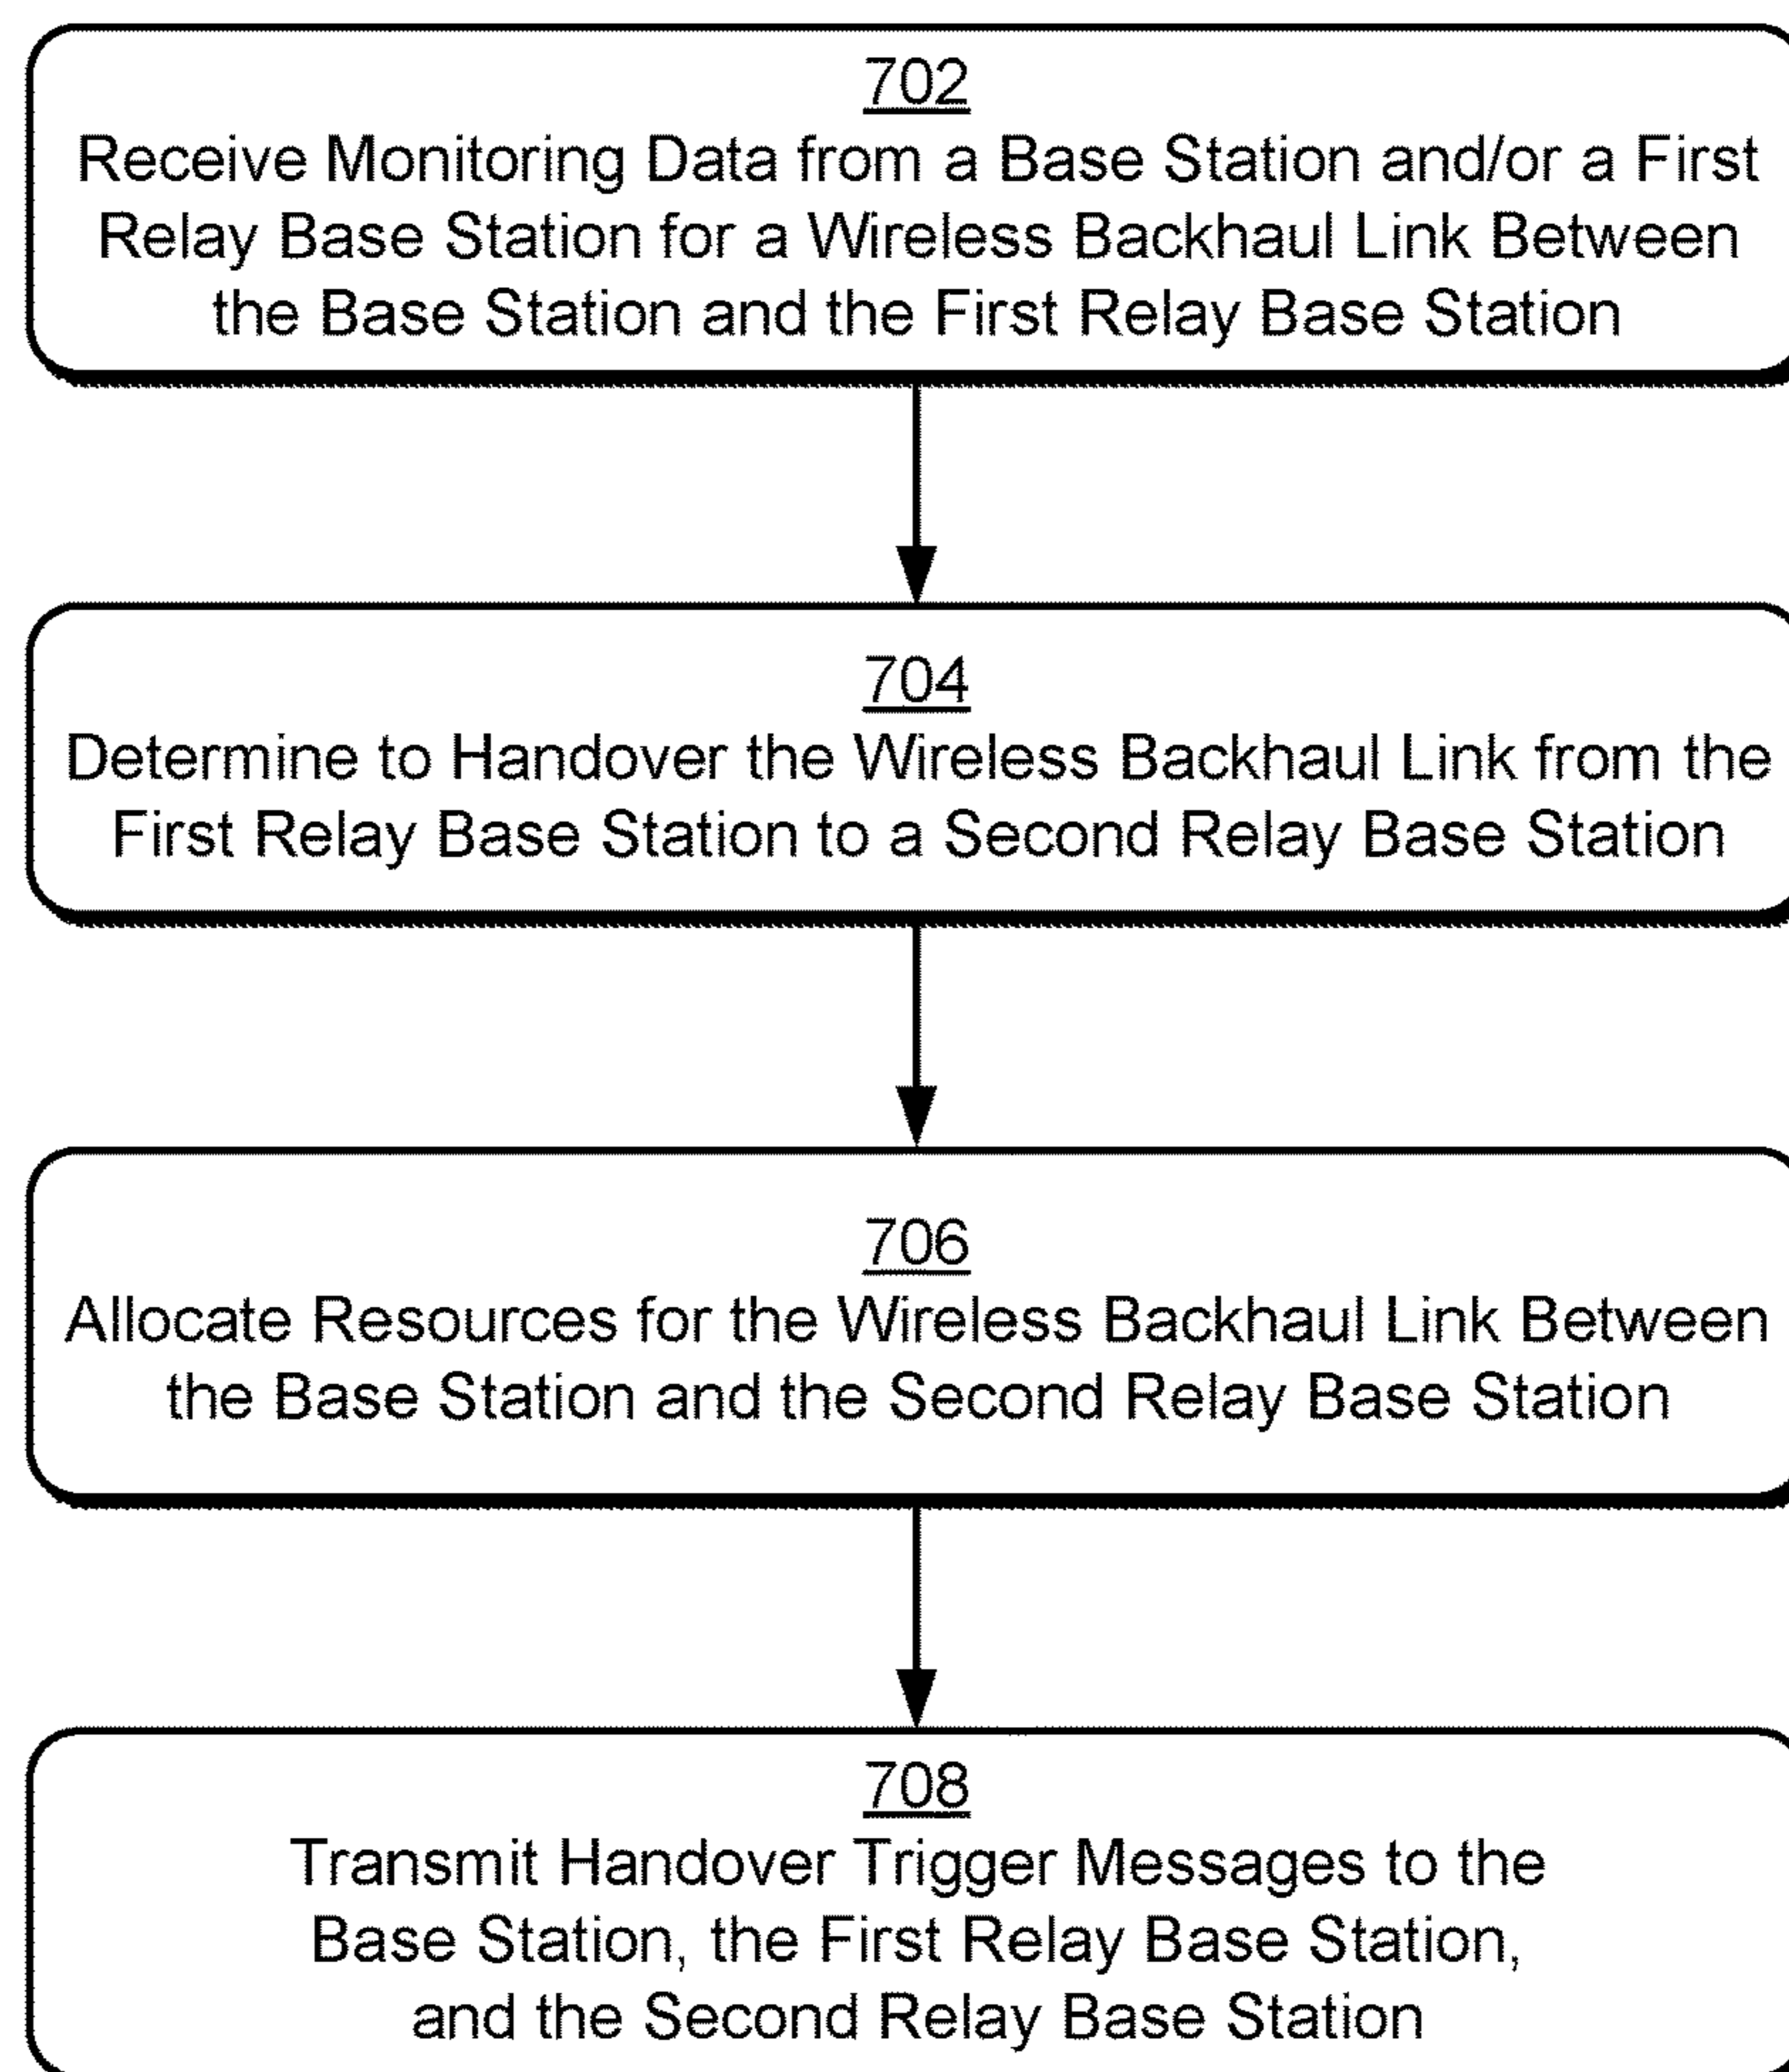 702
Receive Monitoring Data from a Base Station and/or a First
Relay Base Station for a Wireless Backhaul Link Between
the Base Station and the First Relay Base Station
704
Determine to Handover the Wireless Backhaul Link from the
First Relay Base Station to a Second Relay Base Station
706
Allocate Resources for the Wireless Backhaul Link Between
the Base Station and the Second Relay Base Station
708
Transmit Handover Trigger Messages to the
Base Station, the First Relay Base Station,
and the Second Relay Base Station